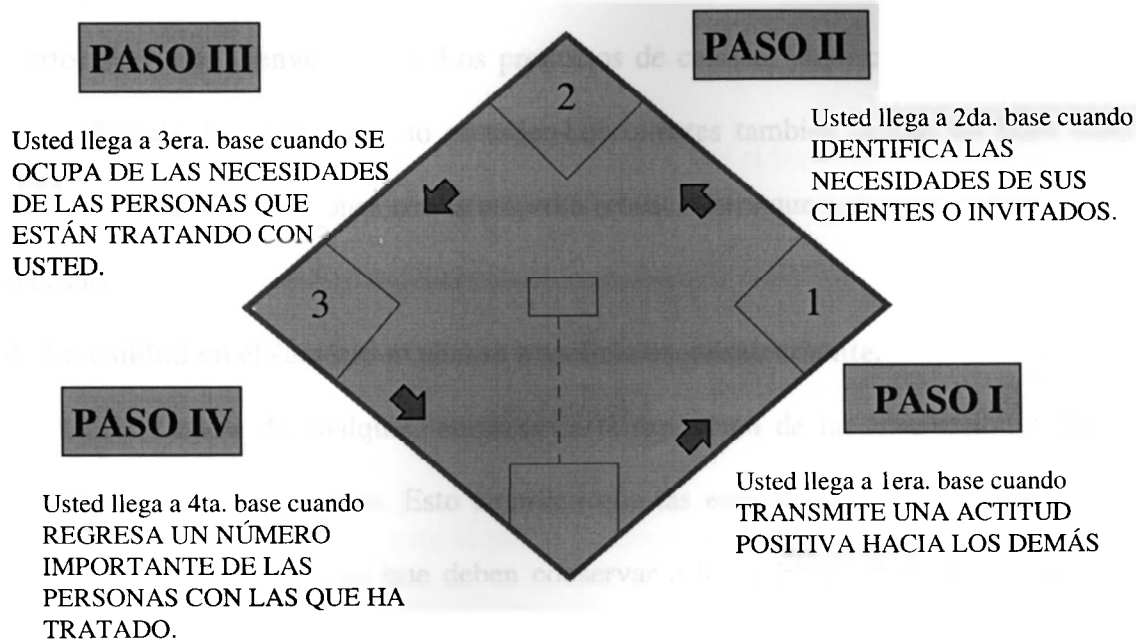 PASO III
PASO II
2
Usted llega a 3era. base cuando SE
OCUPA DE LAS NECESIDADES
DE LAS PERSONAS QUE
ESTÁN TRATANDO CON
USTED.
Usted llega a 2da. base cuando
IDENTIFICA LAS
NECESIDADES DE SUS
CLIENTES O INVITADOS.
3
1
PASO IV
PASO I
Usted llega a 4ta. base cuando
REGRESA UN NÚMERO
IMPORTANTE DE LAS
PERSONAS CON LAS QUE HA
TRATADO.
Usted llega a 1era. base cuando
TRANSMITE UNA ACTITUD
POSITIVA HACIA LOS DEMÁS